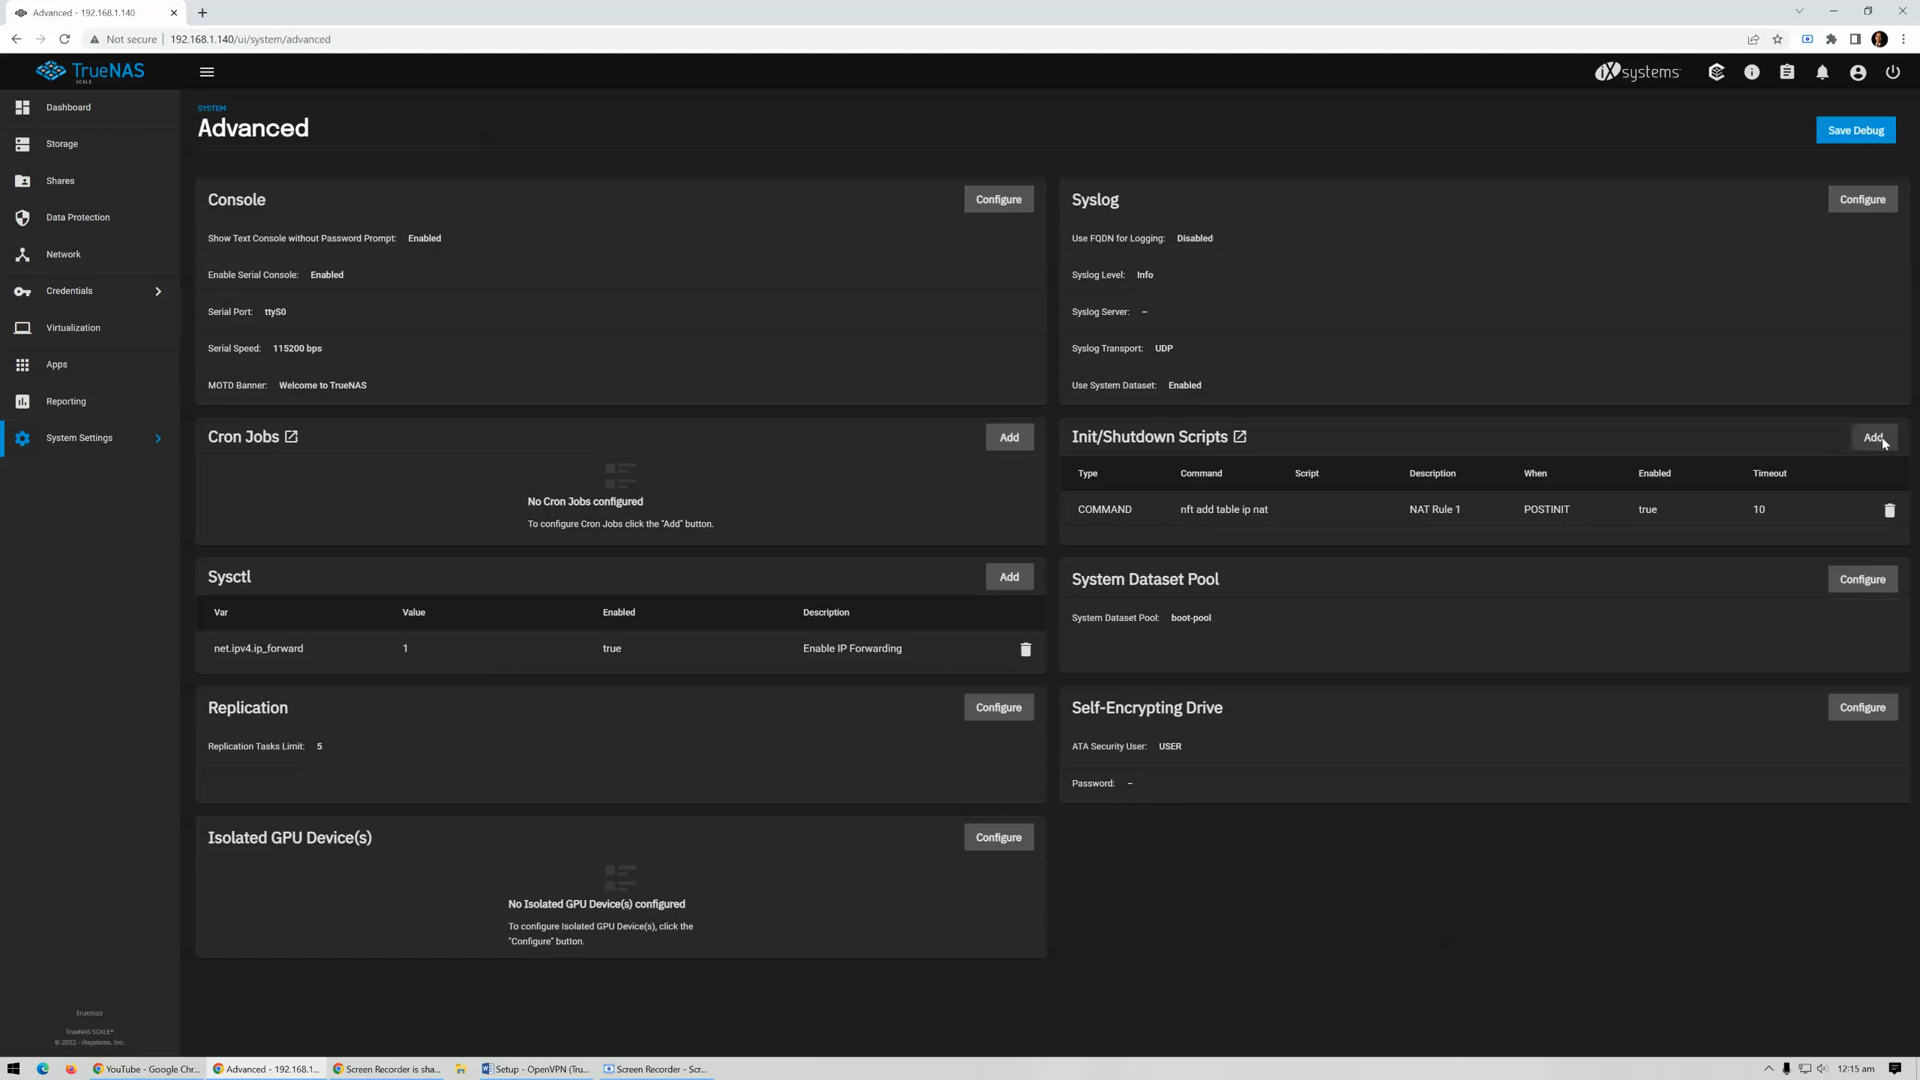 Advanced - 192.168.1.140
Not secure 192.168.1.140/ui/system/advanced
TrueNAS
SCALE
iXsystems
Dashboard
Storage
Shares
Data Protection
Network
Credentials
Virtualization
Apps
Reporting
System Settings
SYSTEM
Advanced
Save Debug
Console
Configure
Show Text Console without Password Prompt: Enabled
Enable Serial Console: Enabled
Serial Port: ttyS0
Serial Speed: 115200 bps
MOTD Banner: Welcome to TrueNAS
Syslog
Configure
Use FQDN for Logging: Disabled
Syslog Level: Info
Syslog Server: –
Syslog Transport: UDP
Use System Dataset: Enabled
Cron Jobs
Add
No Cron Jobs configured
To configure Cron Jobs click the "Add" button.
Init/Shutdown Scripts
Add
Type Command Script Description When Enabled Timeout
COMMAND nft add table ip nat NAT Rule 1 POSTINIT true 10
Sysctl
Add
Var Value Enabled Description
net.ipv4.ip_forward 1 true Enable IP Forwarding
System Dataset Pool
Configure
System Dataset Pool: boot-pool
Replication
Configure
Replication Tasks Limit: 5
Self-Encrypting Drive
Configure
ATA Security User: USER
Password: –
Isolated GPU Device(s)
Configure
No Isolated GPU Device(s) configured
To configure Isolated GPU Device(s), click the
"Configure" button.
truenas
TrueNAS SCALE®
© 2022 - iXsystems, Inc.
YouTube - Google Chr...
Advanced - 192.168.1...
Screen Recorder is sha...
Setup - OpenVPN (Tru...
Screen Recorder - Scr...
12:15 am